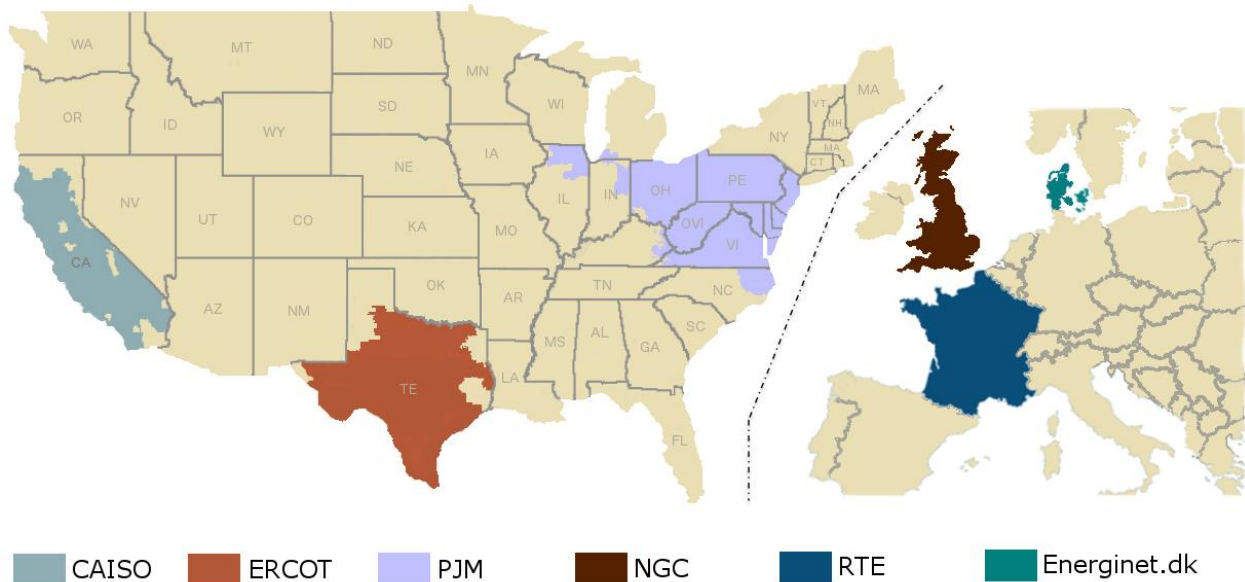 WA
MT
ND
MN
OR
ID
SD
WI
WY
NY
VT
NH
MA
MA
CT
IA
NE
NV
UT
CO
KA
MO
IL
IN
OH
PE
OVI
VI
CA
AZ
NM
OK
AR
TN
NC
SC
MS
AL
GA
TE
LA
FL
CAISO
ERCOT
PJM
NGC
RTE
Energinet.dk